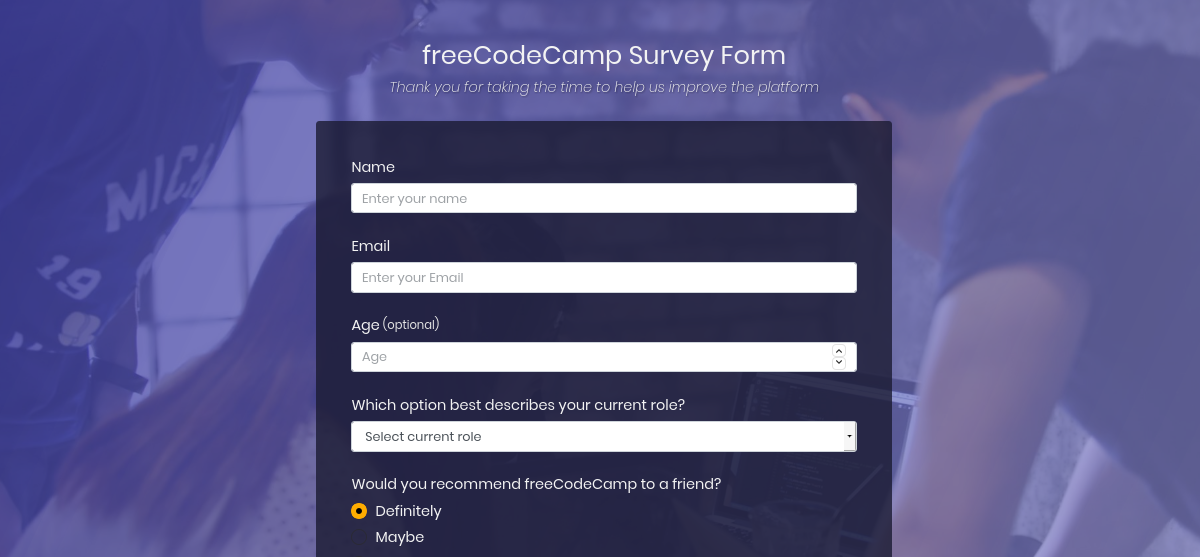 freeCodeCamp Survey Form
Thank you for taking the time to help us improve the platform
MICH
19
Name
Enter your name
Email
Enter your Email
Age (optional)
Age
Which option best describes your current role?
Select current role
Would you recommend freeCodeCamp to a friend?
Definitely
Maybe